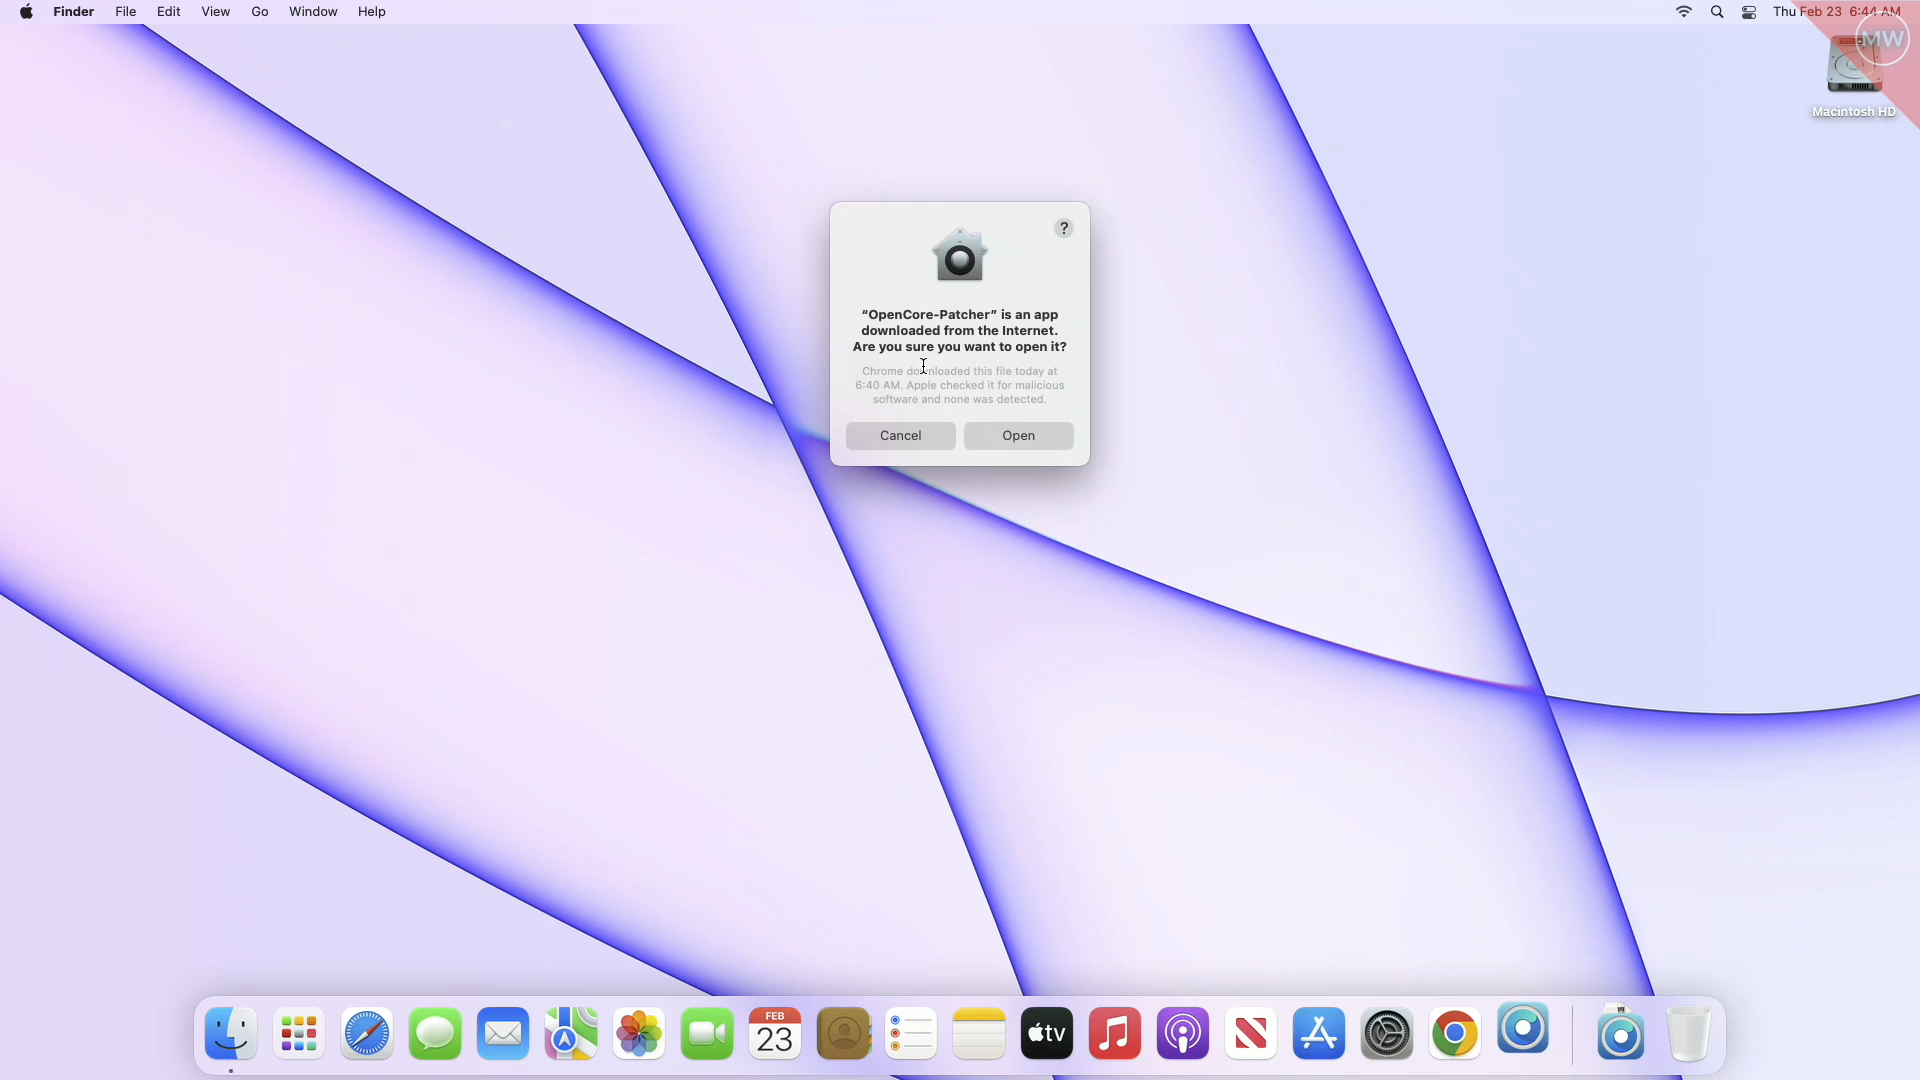 Finder File Edit View Go Window Help
Thu Feb 23 6:44 AM
MW
Macintosh HD
?
“OpenCore-Patcher” is an app
downloaded from the Internet.
Are you sure you want to open it?
Chrome downloaded this file today at
6:40 AM. Apple checked it for malicious
software and none was detected.
Cancel Open
FEB
23
tv